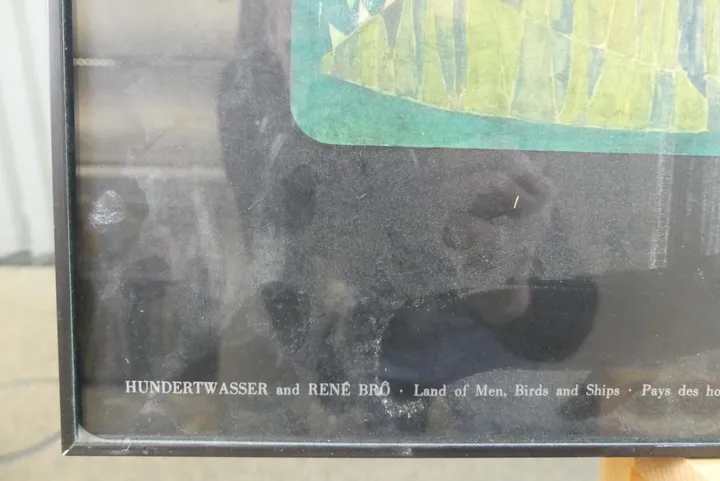 HUNDERTWASSER and RENÉ BRÔ · Land of Men, Birds and Ships · Pays des ho